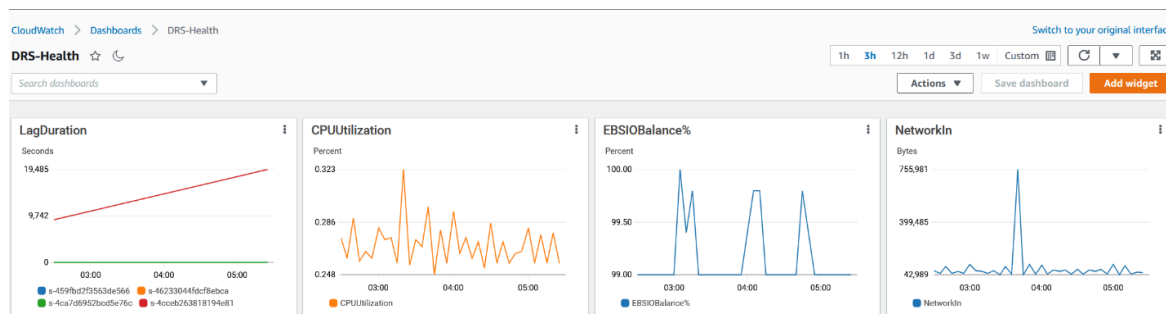 CloudWatch > Dashboards > DRS-Health
Switch to your original interfac
DRS-Health
1h 3h 12h 1d 3d 1w Custom
Search dashboards
Actions Save dashboard Add widget
LagDuration
Seconds
19,485
9,742
0
03:00 04:00 05:00
s-459fbd2f3563de566 s-46233044fdcf8ebca
s-4ca7d6952bcd5e76c s-4cceb263818194e81
CPUUtilization
Percent
0.323
0.286
0.248
03:00 04:00 05:00
CPUUtilization
EBSIOBalance%
Percent
100.00
99.50
99.00
03:00 04:00 05:00
EBSIOBalance%
NetworkIn
Bytes
755,981
399,485
42,989
03:00 04:00 05:00
NetworkIn